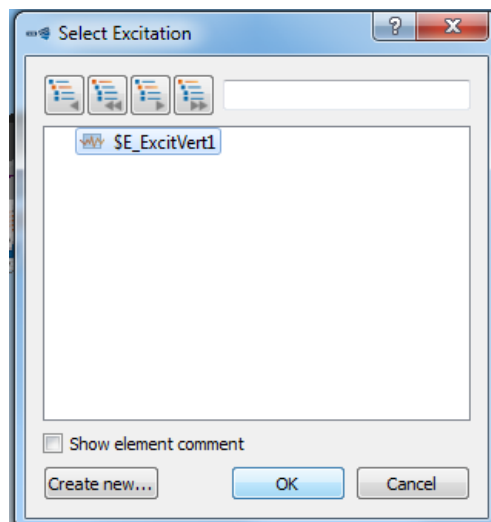 Select Excitation
?
X
$E_ExcitVert1
Show element comment
Create new...
OK
Cancel